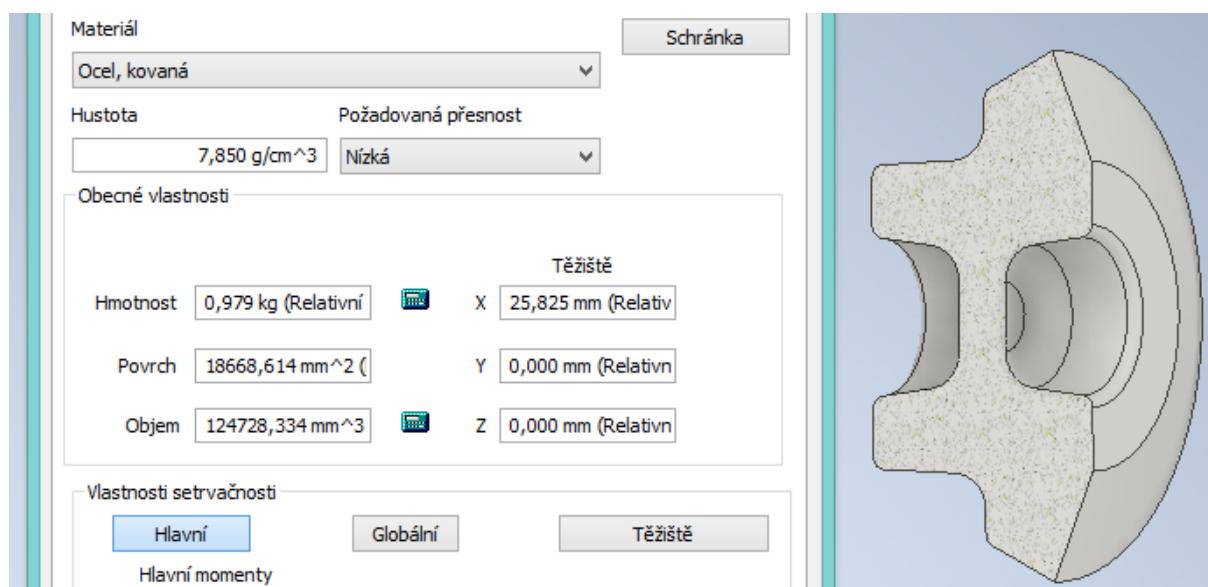 Materiál
Schránka
Ocel, kovaná
Hustota Požadovaná přesnost
7,850 g/cm^3 Nízká
Obecné vlastnosti
Těžiště
Hmotnost 0,979 kg (Relativní X 25,825 mm (Relativ
Povrch 18668,614 mm^2 ( Y 0,000 mm (Relativn
Objem 124728,334 mm^3 Z 0,000 mm (Relativn
Vlastnosti setrvačnosti
Hlavní Globální Těžiště
Hlavní momenty